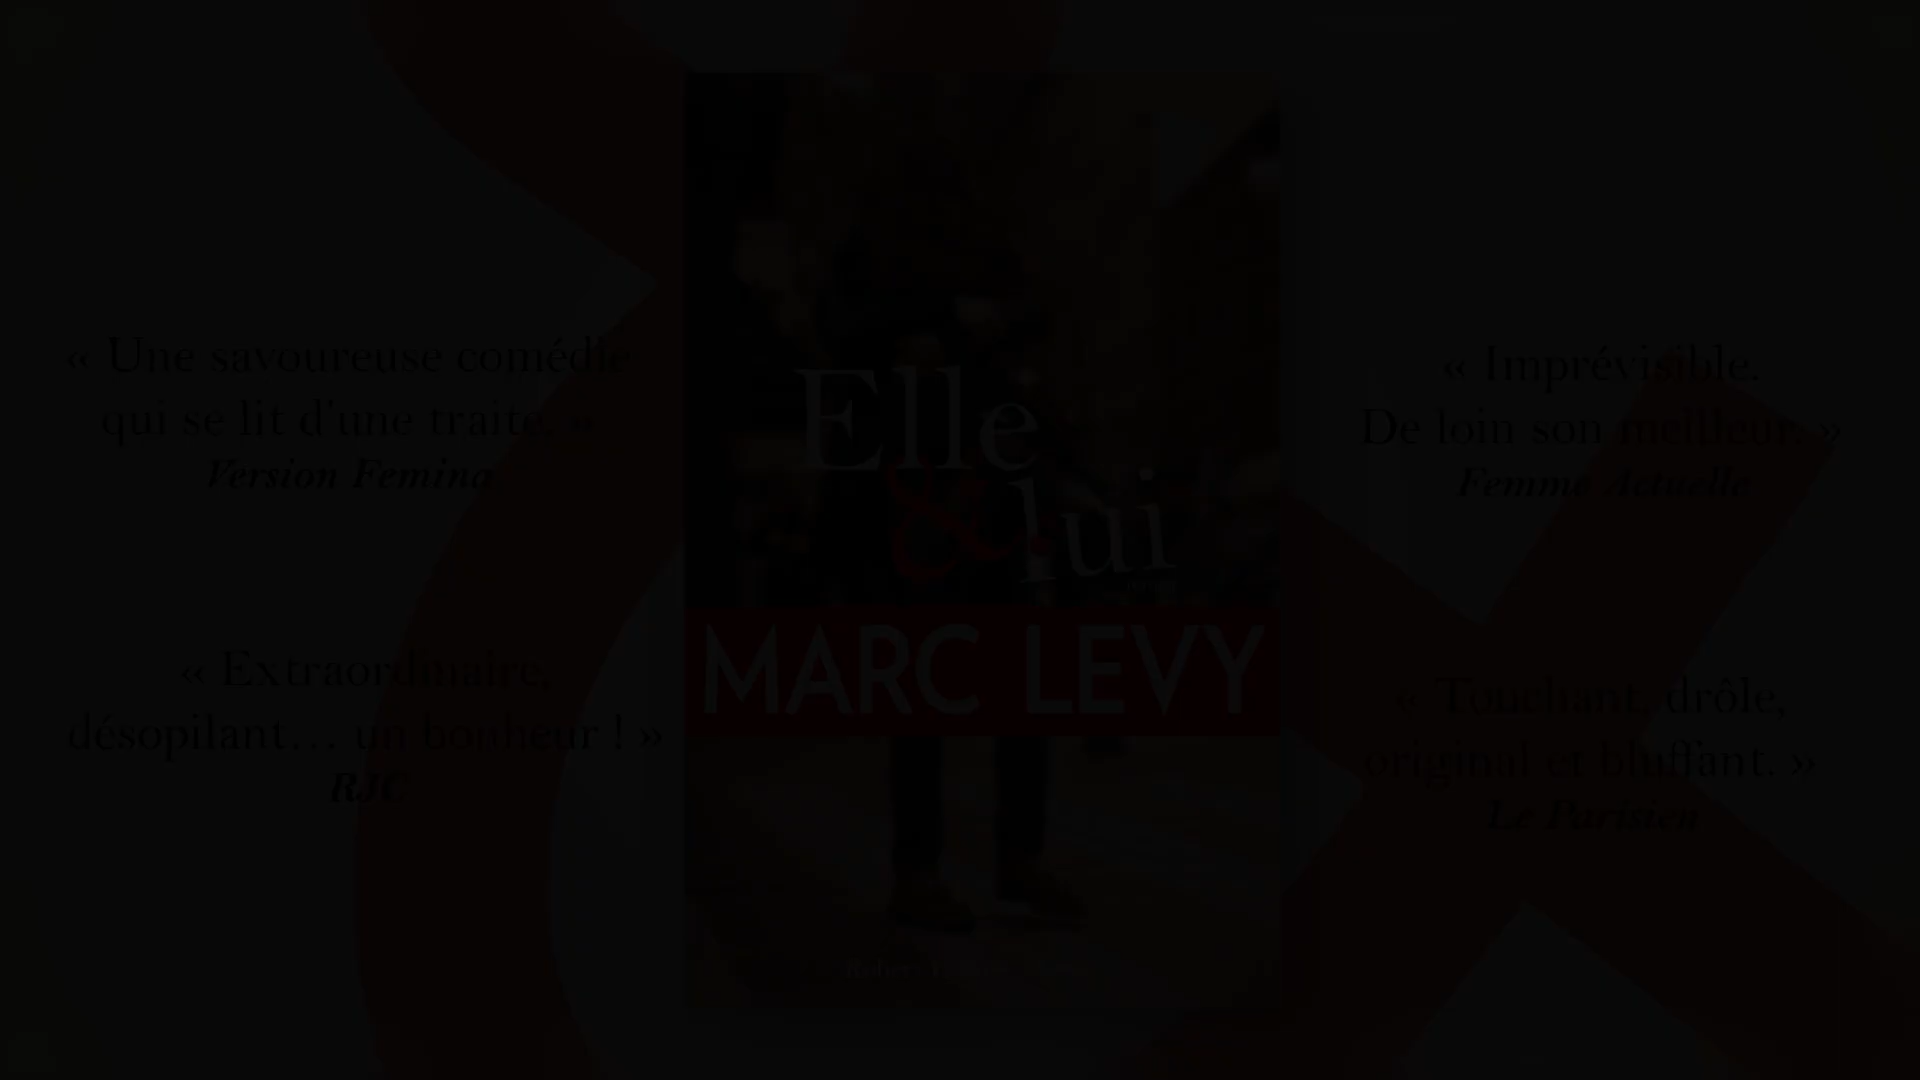 « Une savoureuse comédie
qui se lit d'une traite. »
Version Femina
« Extraordinaire,
désopilant… un bonheur ! »
RJC
Elle
& lui
MARC LEVY
« Imprévisible.
De loin son meilleur. »
Femme Actuelle
« Touchant, drôle,
original et bluffant. »
Le Parisien